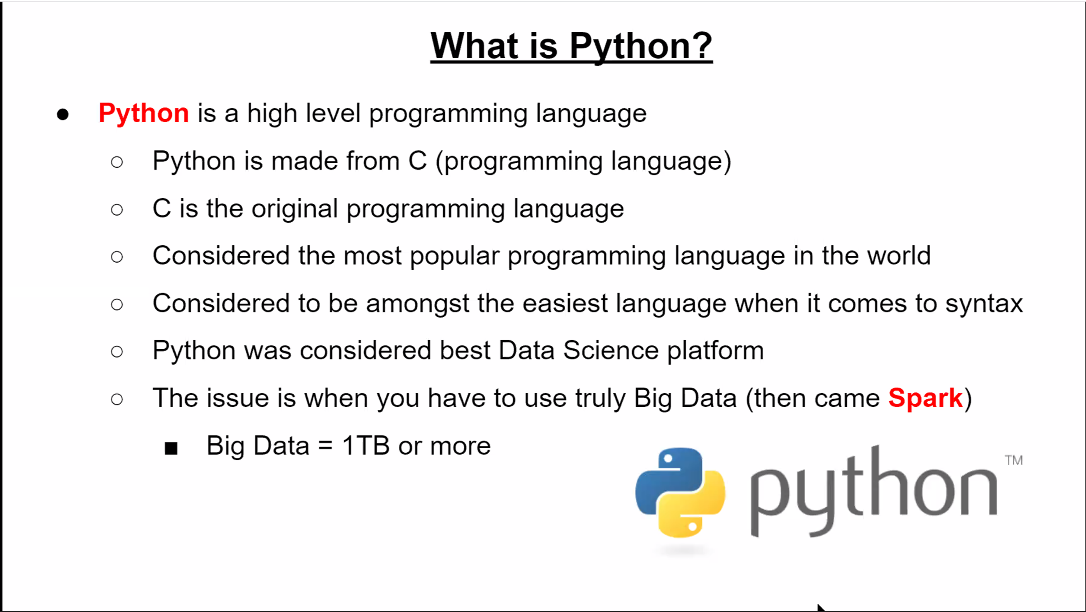 What is Python?
● Python is a high level programming language
○ Python is made from C (programming language)
○ C is the original programming language
○ Considered the most popular programming language in the world
○ Considered to be amongst the easiest language when it comes to syntax
○ Python was considered best Data Science platform
○ The issue is when you have to use truly Big Data (then came Spark)
■ Big Data = 1TB or more
python™